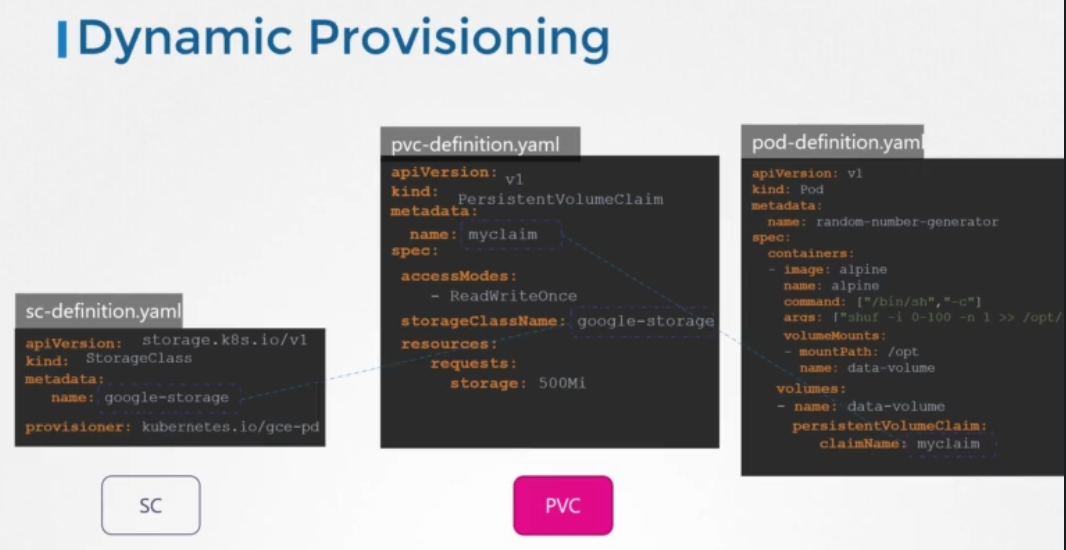 Dynamic Provisioning
sc-definition.yaml
apiVersion: storage.k8s.io/v1
kind: StorageClass
metadata:
name: google-storage
provisioner: kubernetes.io/gce-pd
SC
pvc-definition.yaml
apiVersion: v1
kind: PersistentVolumeClaim
metadata:
name: myclaim
spec:
accessModes:
- ReadWriteOnce
storageClassName: google-storage
resources:
requests:
storage: 500Mi
PVC
pod-definition.yaml
apiVersion: v1
kind: Pod
metadata:
name: random-number-generator
spec:
containers:
- image: alpine
name: alpine
command: ["/bin/sh","-c"]
args: ["shuf -i 0-100 -n 1 >> /opt/
volumeMounts:
- mountPath: /opt
name: data-volume
volumes:
- name: data-volume
persistentVolumeClaim:
claimName: myclaim